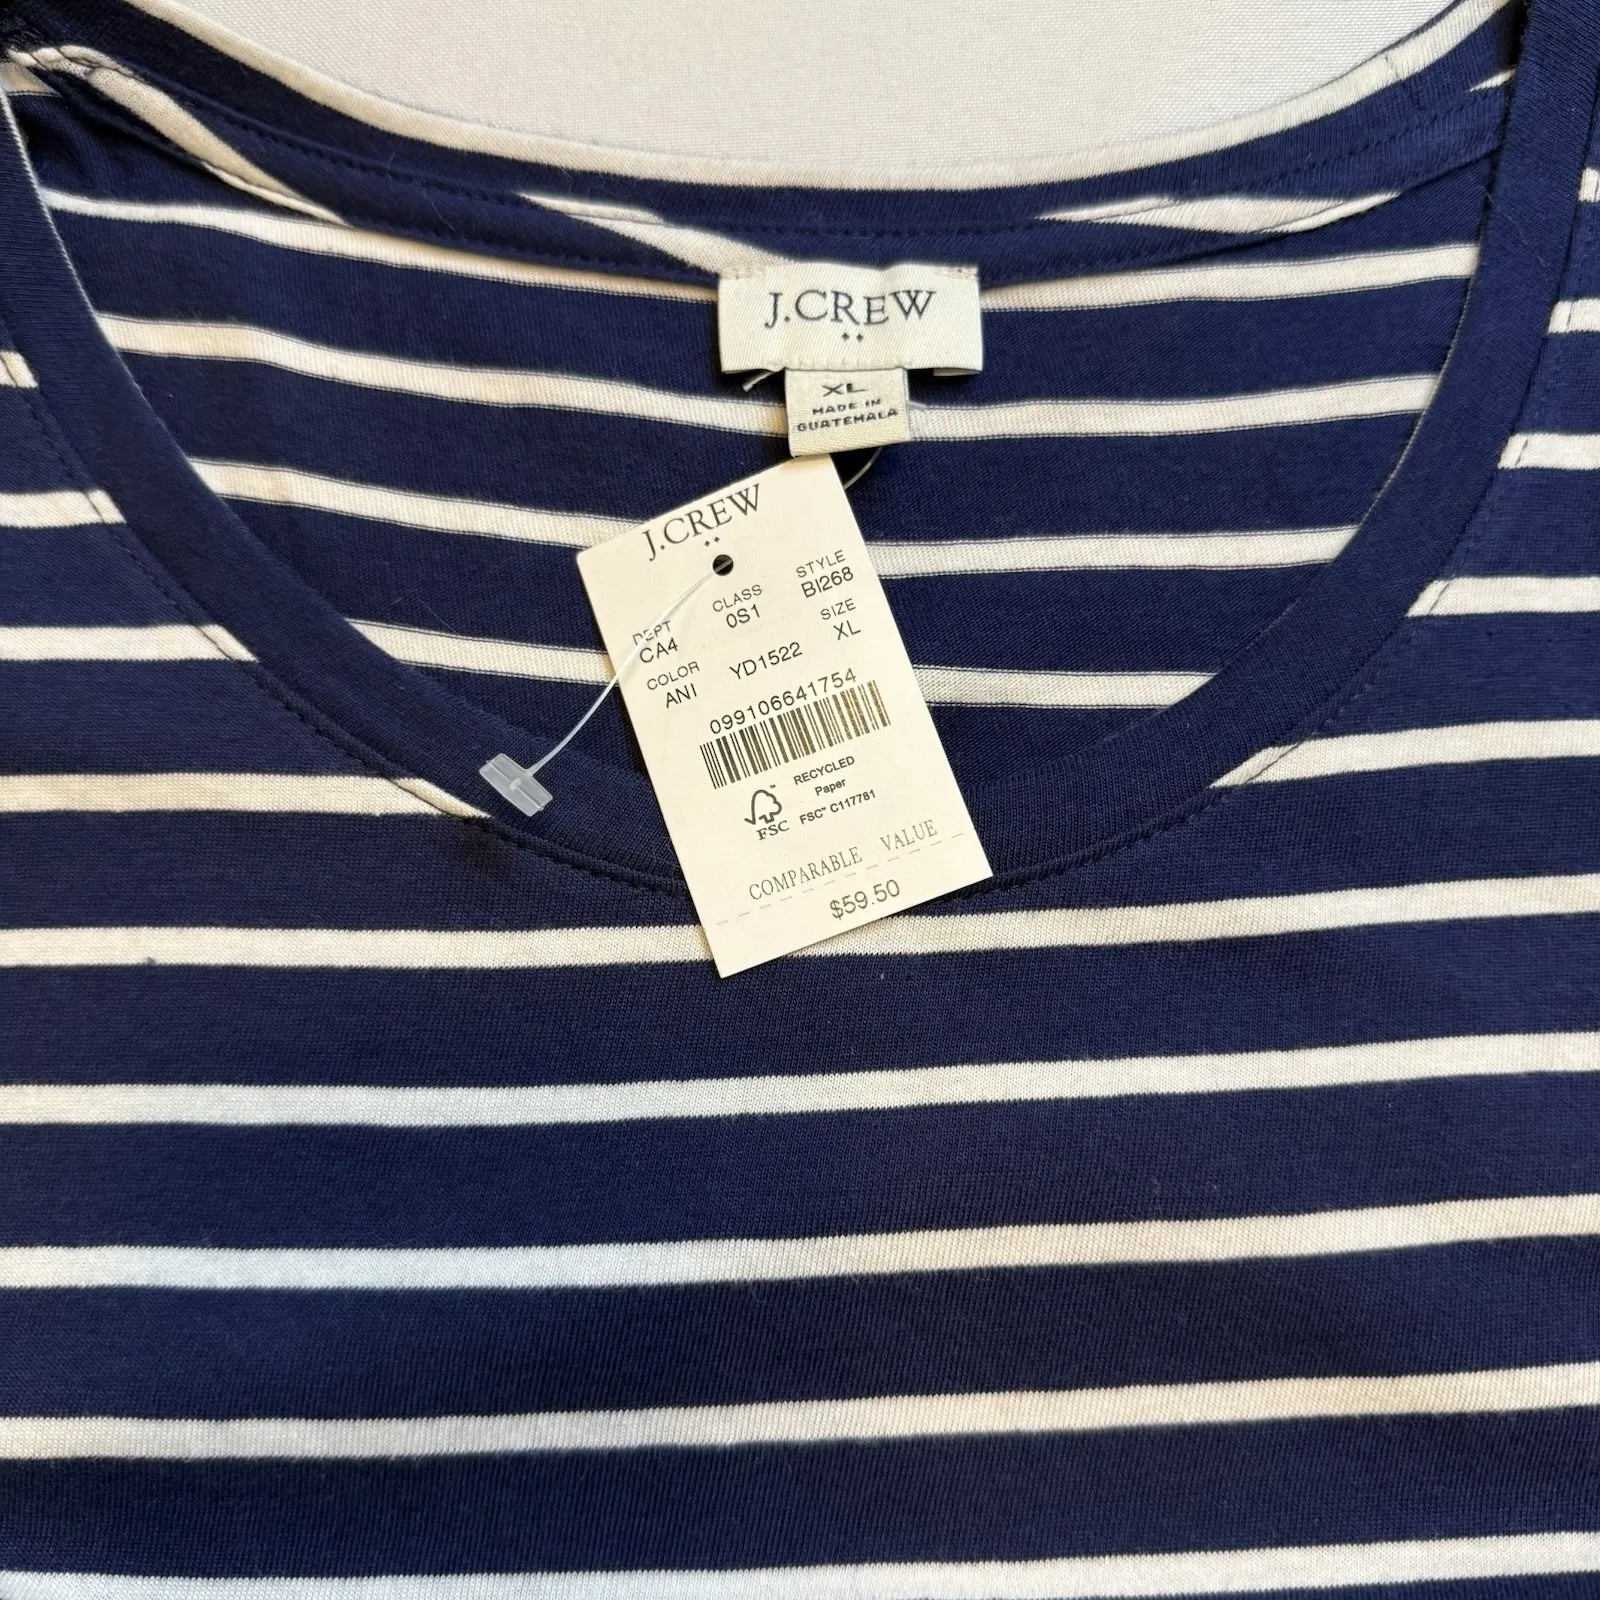 J.CREW
XL
MADE IN
GUATEMALA
J.CREW
DEPT CLASS STYLE
CA4 0S1 BI268
COLOR SIZE
ANI YD1522 XL
099106641754
RECYCLED
Paper
FSC™ C117781
FSC
COMPARABLE VALUE
$59.50